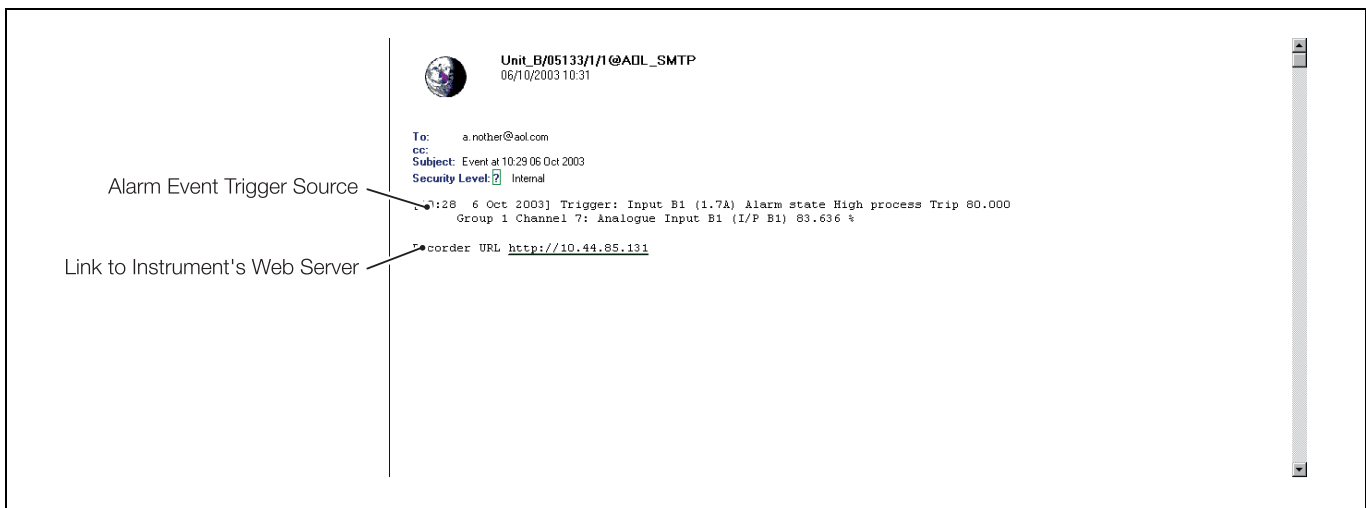 Unit_B/05133/1/1@AOL_SMTP
06/10/2003 10:31
To: a.nother@aol.com
cc:
Subject: Event at 10:29 06 Oct 2003
Security Level: ? Internal
Alarm Event Trigger Source
:28 6 Oct 2003] Trigger: Input B1 (1.7A) Alarm state High process Trip 80.000
Group 1 Channel 7: Analogue Input B1 (I/P B1) 83.636 %
corder URL http://10.44.85.131
Link to Instrument's Web Server